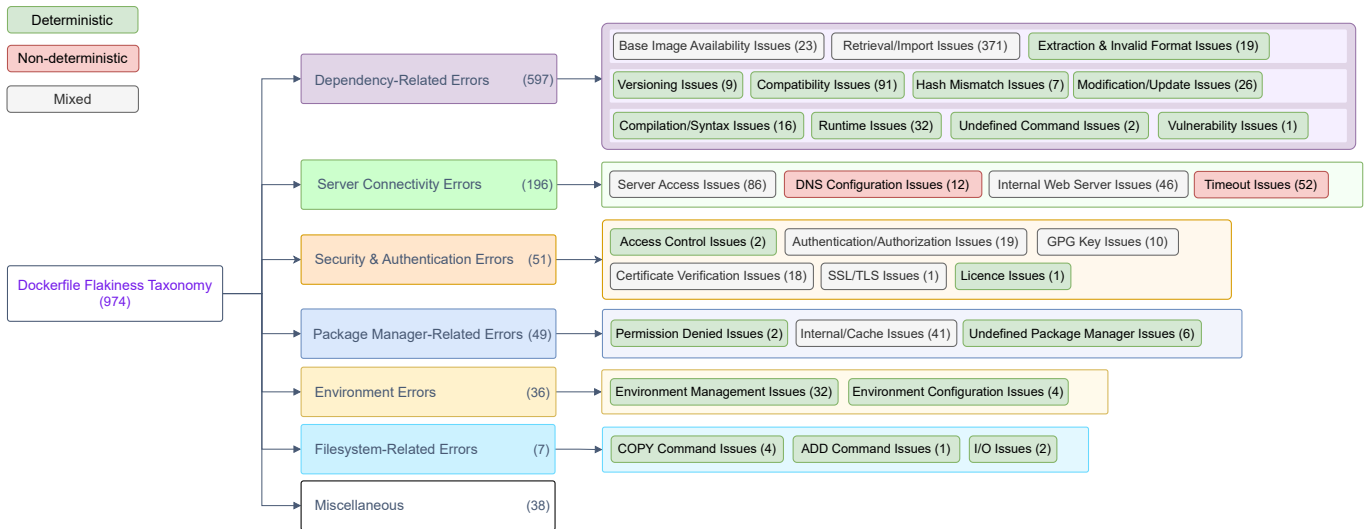 Deterministic
Non-deterministic
Mixed
Dockerfile Flakiness Taxonomy
(974)
Dependency-Related Errors (597)
Base Image Availability Issues (23)
Retrieval/Import Issues (371)
Extraction & Invalid Format Issues (19)
Versioning Issues (9)
Compatibility Issues (91)
Hash Mismatch Issues (7)
Modification/Update Issues (26)
Compilation/Syntax Issues (16)
Runtime Issues (32)
Undefined Command Issues (2)
Vulnerability Issues (1)
Server Connectivity Errors (196)
Server Access Issues (86)
DNS Configuration Issues (12)
Internal Web Server Issues (46)
Timeout Issues (52)
Security & Authentication Errors (51)
Access Control Issues (2)
Authentication/Authorization Issues (19)
GPG Key Issues (10)
Certificate Verification Issues (18)
SSL/TLS Issues (1)
Licence Issues (1)
Package Manager-Related Errors (49)
Permission Denied Issues (2)
Internal/Cache Issues (41)
Undefined Package Manager Issues (6)
Environment Errors (36)
Environment Management Issues (32)
Environment Configuration Issues (4)
Filesystem-Related Errors (7)
COPY Command Issues (4)
ADD Command Issues (1)
I/O Issues (2)
Miscellaneous (38)